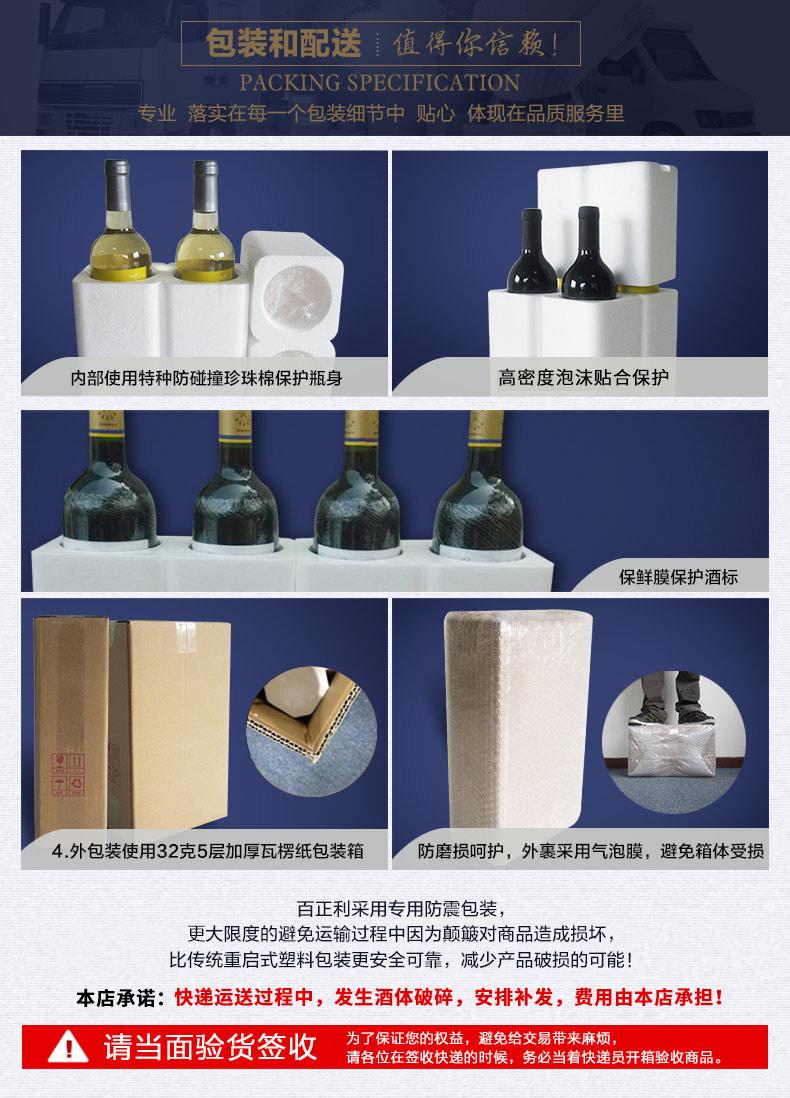 包装和配送 值得你信赖!
PACKING SPECIFICATION
专业 落实在每一个包装细节中 贴心 体现在品质服务里
内部使用特种防碰撞珍珠棉保护瓶身
高密度泡沫贴合保护
保鲜膜保护酒标
4.外包装使用32克5层加厚瓦楞纸包装箱
防磨损呵护，外裹采用气泡膜，避免箱体受损
百正利采用专用防震包装，
更大限度的避免运输过程中因为颠簸对商品造成损坏，
比传统重启式塑料包装更安全可靠，减少产品破损的可能！
本店承诺：快递运送过程中，发生酒体破碎，安排补发，费用由本店承担！
请当面验货签收
为了保证您的权益，避免给交易带来麻烦，
请各位在签收快递的时候，务必当着快递员开箱验收商品。